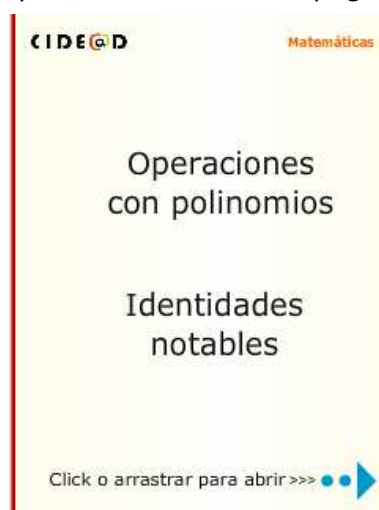 CIDE@D
Matemáticas
Operaciones
con polinomios
Identidades
notables
Click o arrastrar para abrir >>>